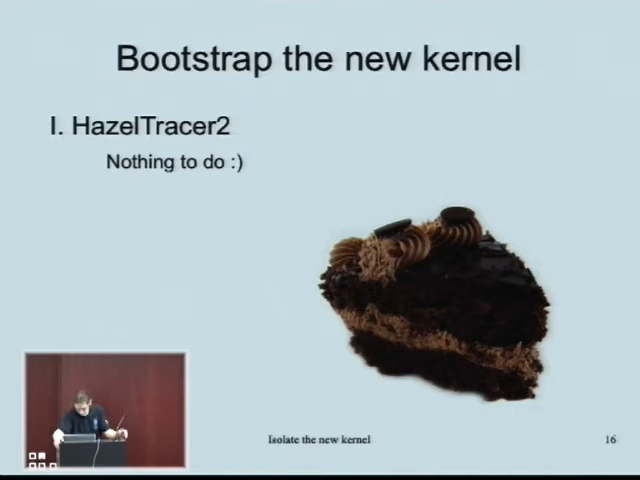 Bootstrap the new kernel
I. HazelTracer2
Nothing to do :)
Isolate the new kernel
16